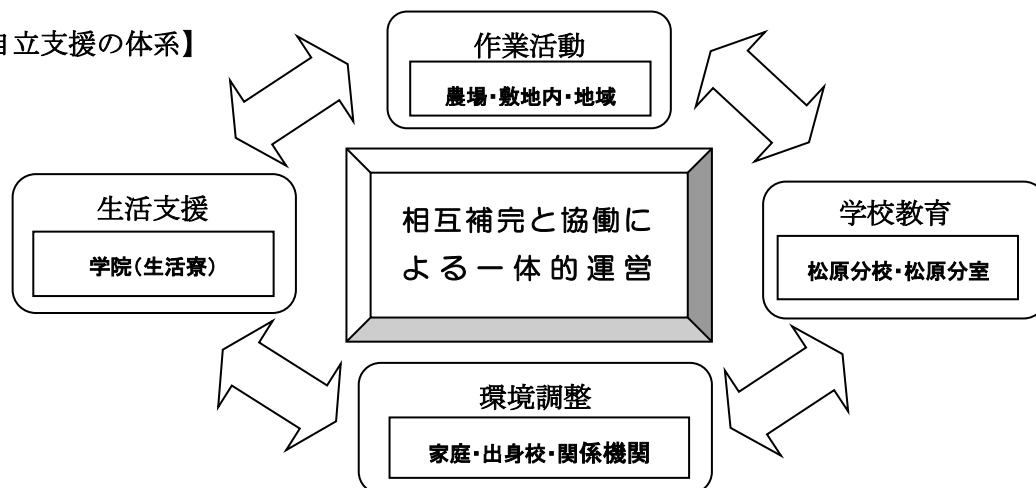 自立支援の体系】
作業活動
農場・敷地内・地域
生活支援
学院（生活寮）
相互補完と協働に
よる一体的運営
学校教育
松原分校・松原分室
環境調整
家庭・出身校・関係機関